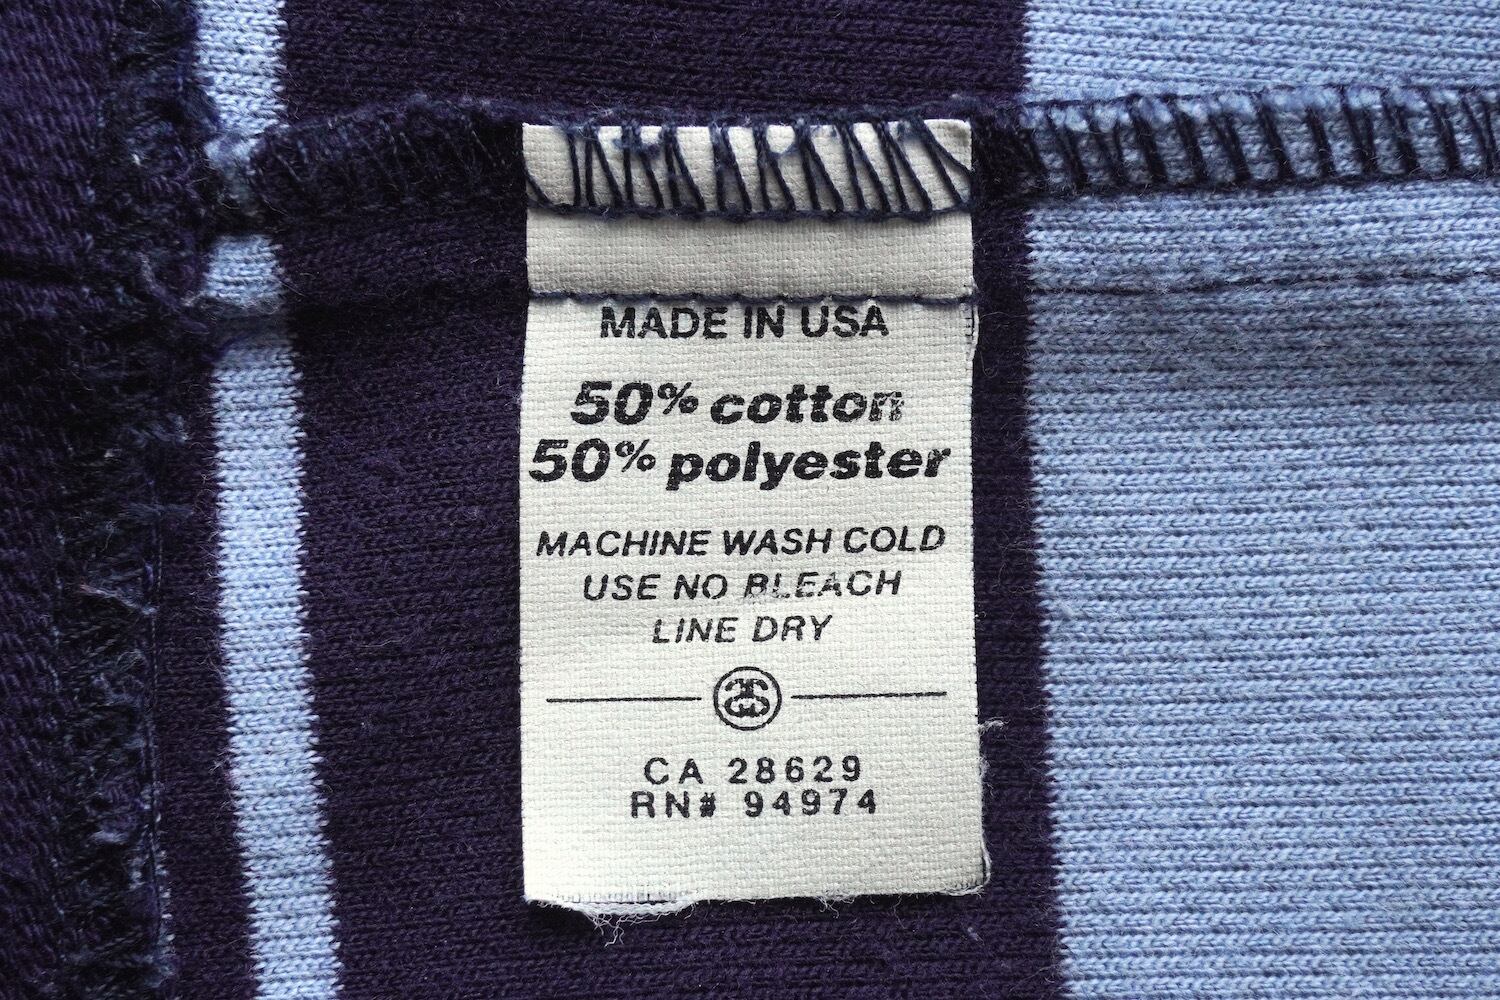 MADE IN USA
50% cotton
50% polyester
MACHINE WASH COLD
USE NO BLEACH
LINE DRY
CA 28629
RN# 94974